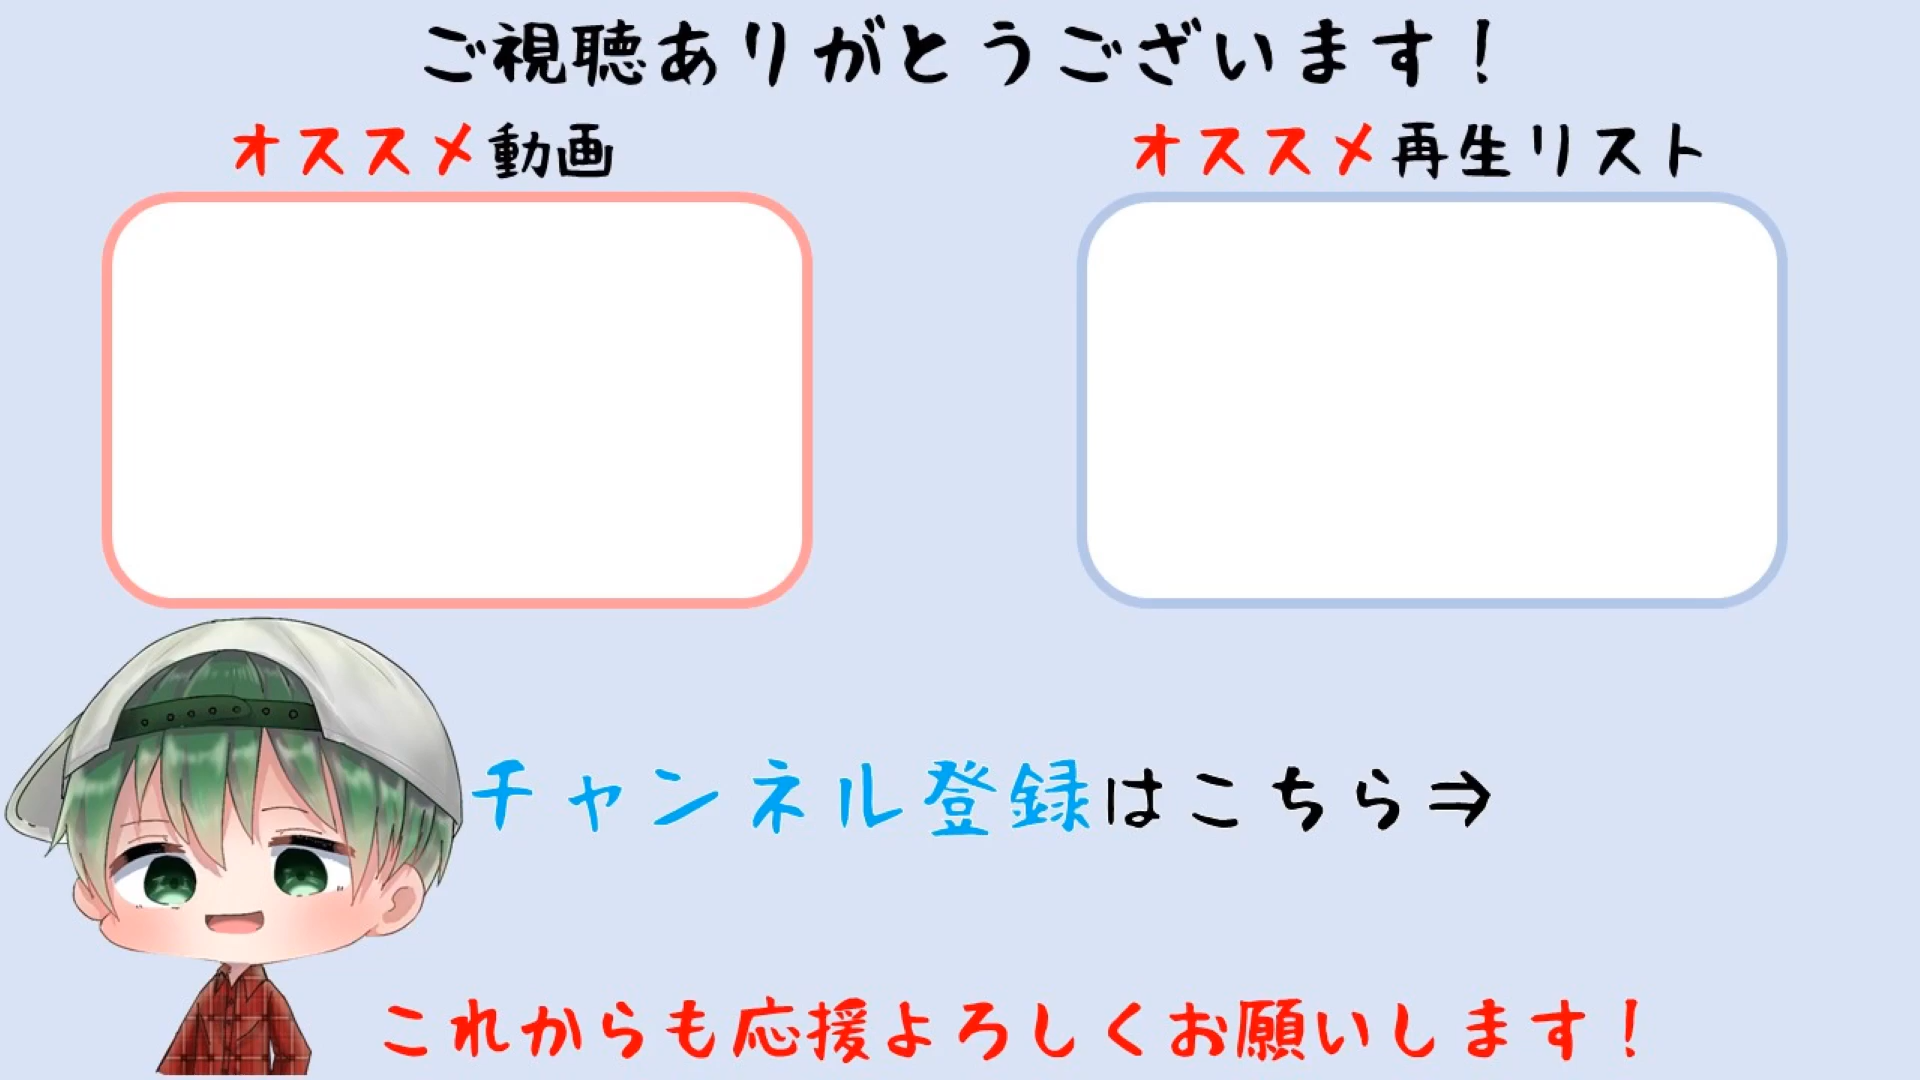 ご視聴ありがとうございます！
オススメ動画
オススメ再生リスト
チャンネル登録はこちら⇒
これからも応援よろしくお願いします！